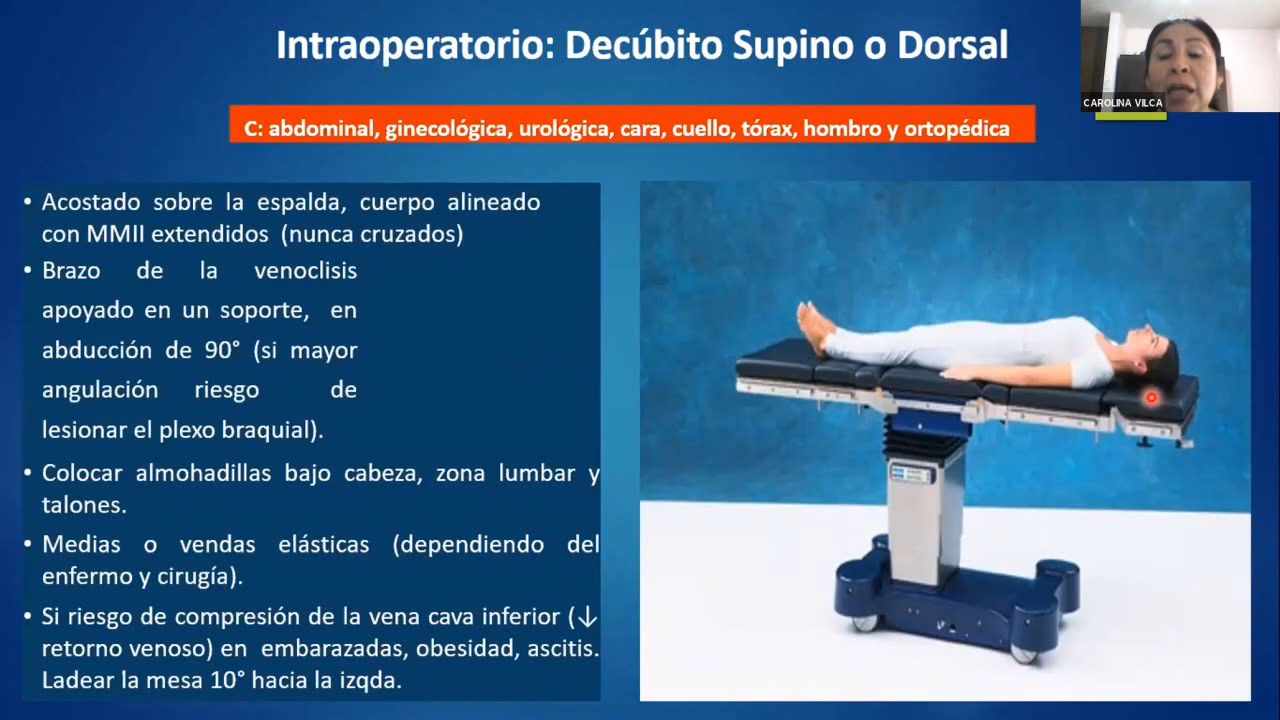 Intraoperatorio: Decúbito Supino o Dorsal
CAROLINA VILCA
C: abdominal, ginecológica, urológica, cara, cuello, tórax, hombro y ortopédica
• Acostado sobre la espalda, cuerpo alineado
con MMII extendidos (nunca cruzados)
• Brazo de la venoclisis
apoyado en un soporte, en
abducción de 90° (si mayor
angulación riesgo de
lesionar el plexo braquial).
• Colocar almohadillas bajo cabeza, zona lumbar y
talones.
• Medias o vendas elásticas (dependiendo del
enfermo y cirugía).
• Si riesgo de compresión de la vena cava inferior (↓
retorno venoso) en embarazadas, obesidad, ascitis.
Ladear la mesa 10° hacia la izqda.